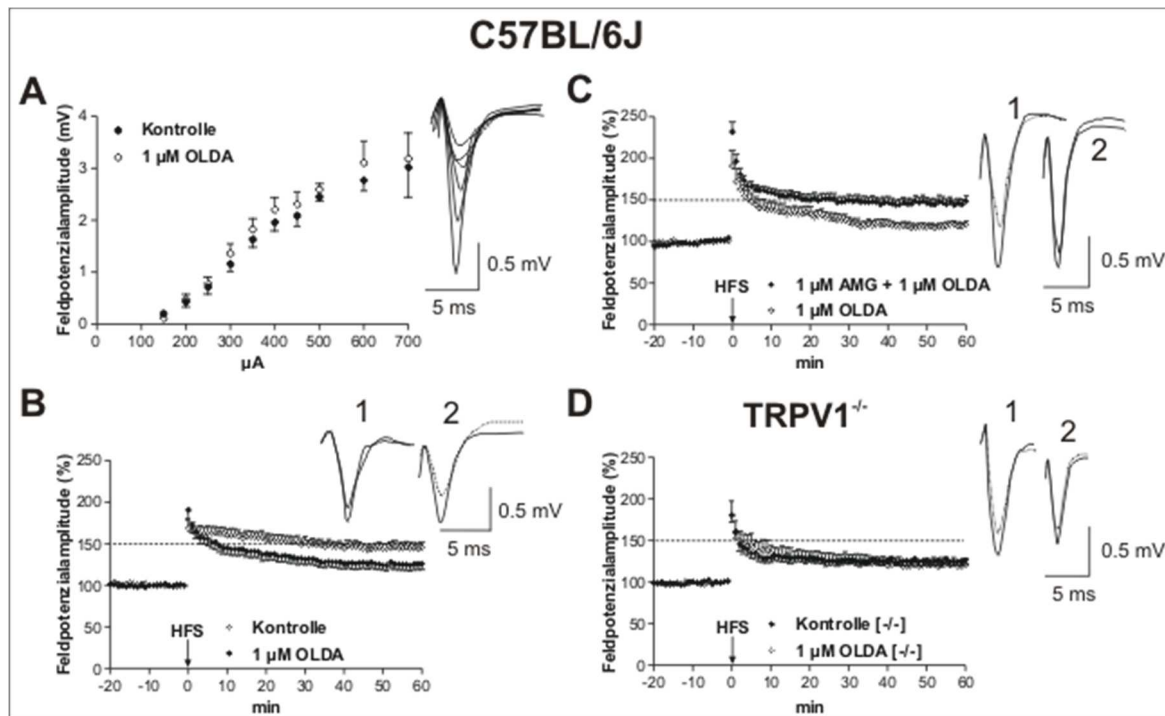 C57BL/6J
A
Feldpotenzialamplitude (mV)
4
3
2
1
0
Kontrolle
1 µM OLDA
0 100 200 300 400 500 600 700
µA
0.5 mV
5 ms
C
Feldpotenzialamplitude (%)
250
200
150
100
50
0
HFS
1 µM AMG + 1 µM OLDA
1 µM OLDA
-20 -10 0 10 20 30 40 50 60
min
1
2
0.5 mV
5 ms
B
Feldpotenzialamplitude (%)
250
200
150
100
50
0
HFS
Kontrolle
1 µM OLDA
-20 -10 0 10 20 30 40 50 60
min
1 2
0.5 mV
5 ms
D
TRPV1-/-
Feldpotenzialamplitude (%)
250
200
150
100
50
0
HFS
Kontrolle [-/-]
1 µM OLDA [-/-]
-20 -10 0 10 20 30 40 50 60
min
1
2
0.5 mV
5 ms